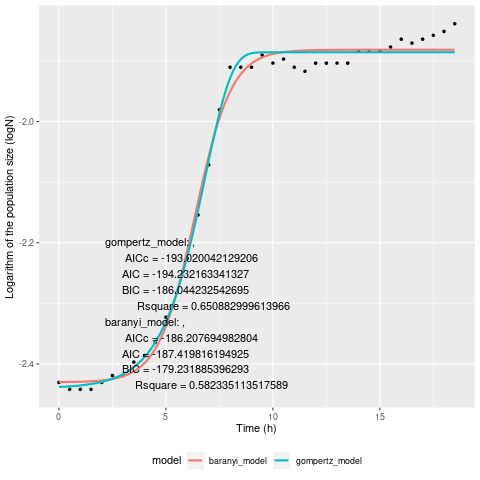 Logarithm of the population size (logN)
-2.0
-2.2
-2.4
gompertz_model: ,
AICc = -193.020042129206
AIC = -194.232163341327
BIC = -186.044232542695
Rsquare = 0.650882999613966
baranyi_model: ,
AICc = -186.207694982804
AIC = -187.419816194925
BIC = -179.231885396293
Rsquare = 0.582335113517589
0 5 10 15
Time (h)
model baranyi_model gompertz_model